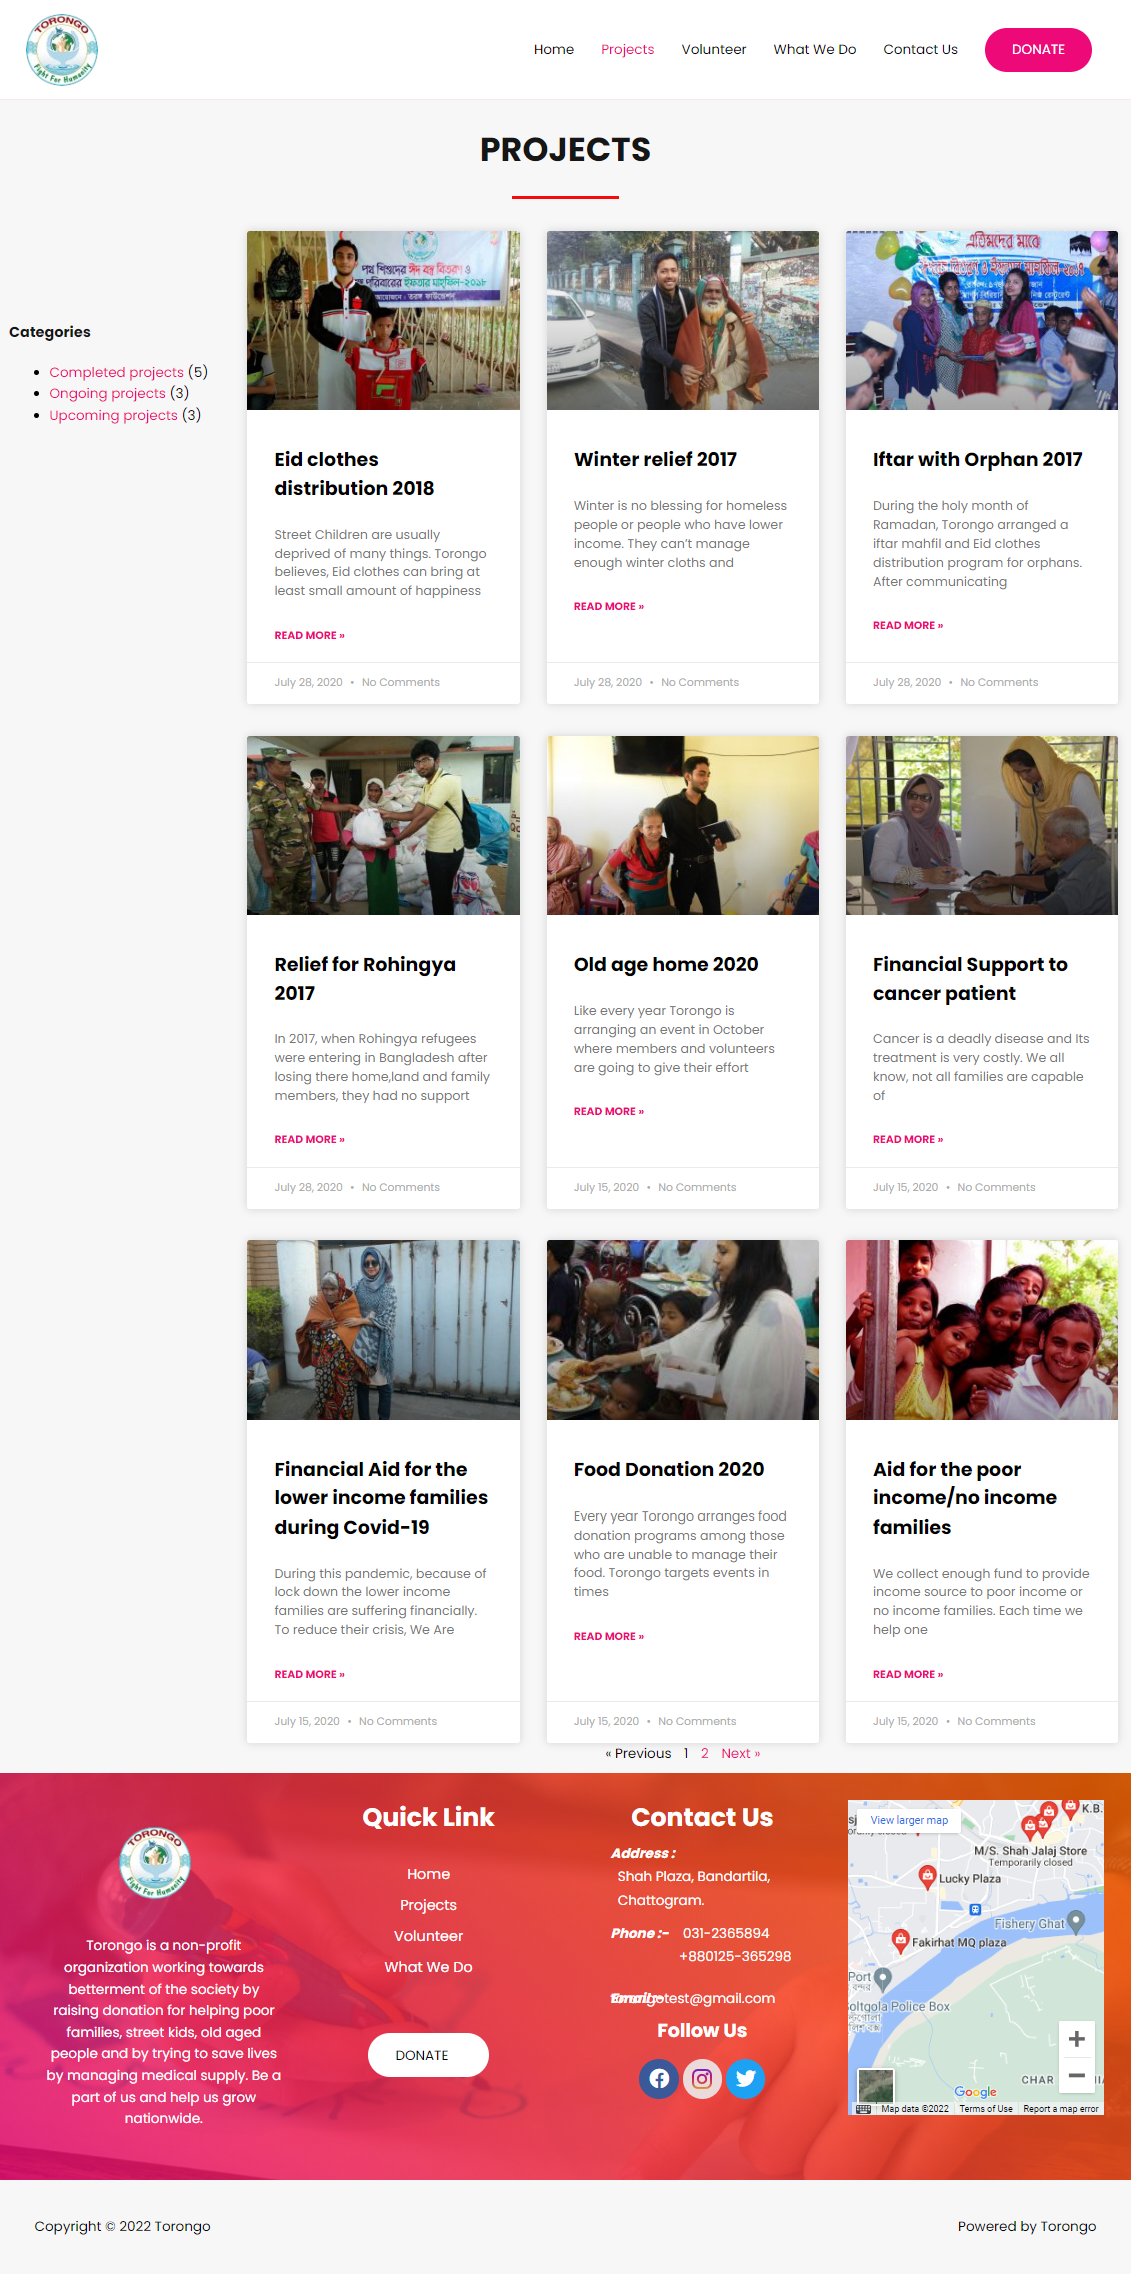 TORONGO
Fight For Humanity
Home
Projects
Volunteer
What We Do
Contact Us
DONATE
PROJECTS
Categories
Completed projects (5)
Ongoing projects (3)
Upcoming projects (3)
পথ শিশুদের ঈদ বস্ত্র বিতরণ ও
পরিবারের ইফতার মাহফিল-২০১৮
Eid clothes
distribution 2018
Street Children are usually
deprived of many things. Torongo
believes, Eid clothes can bring at
least small amount of happiness
READ MORE »
July 28, 2020 • No Comments
Winter relief 2017
Winter is no blessing for homeless
people or people who have lower
income. They can’t manage
enough winter cloths and
READ MORE »
July 28, 2020 • No Comments
এতিমদের মাঝে
Iftar with Orphan 2017
During the holy month of
Ramadan, Torongo arranged a
iftar mahfil and Eid clothes
distribution program for orphans.
After communicating
READ MORE »
July 28, 2020 • No Comments
Relief for Rohingya
2017
In 2017, when Rohingya refugees
were entering in Bangladesh after
losing there home,land and family
members, they had no support
READ MORE »
July 28, 2020 • No Comments
Old age home 2020
Like every year Torongo is
arranging an event in October
where members and volunteers
are going to give their effort
READ MORE »
July 15, 2020 • No Comments
Financial Support to
cancer patient
Cancer is a deadly disease and Its
treatment is very costly. We all
know, not all families are capable
of
READ MORE »
July 15, 2020 • No Comments
Financial Aid for the
lower income families
during Covid-19
During this pandemic, because of
lock down the lower income
families are suffering financially.
To reduce their crisis, We Are
READ MORE »
July 15, 2020 • No Comments
Food Donation 2020
Every year Torongo arranges food
donation programs among those
who are unable to manage their
food. Torongo targets events in
times
READ MORE »
July 15, 2020 • No Comments
Aid for the poor
income/no income
families
We collect enough fund to provide
income source to poor income or
no income families. Each time we
help one
READ MORE »
July 15, 2020 • No Comments
« Previous 1 2 Next »
TORONGO
Fight For Humanity
Torongo is a non-profit
organization working towards
betterment of the society by
raising donation for helping poor
families, street kids, old aged
people and by trying to save lives
by managing medical supply. Be a
part of us and help us grow
nationwide.
Quick Link
Home
Projects
Volunteer
What We Do
DONATE
Contact Us
Address :
Shah Plaza, Bandartila,
Chattogram.
Phone :- 031-2365894
+880125-365298
Email:- torongotest@gmail.com
Follow Us
View larger map
K.B.
M/S. Shah Jalaj Store
Temporarily closed
Lucky Plaza
Fishery Ghat
Fakirhat MQ plaza
Port
বন্দর
Soltgola Police Box
CHAR
Google
Map data ©2022
Terms of Use
Report a map error
Copyright © 2022 Torongo
Powered by Torongo